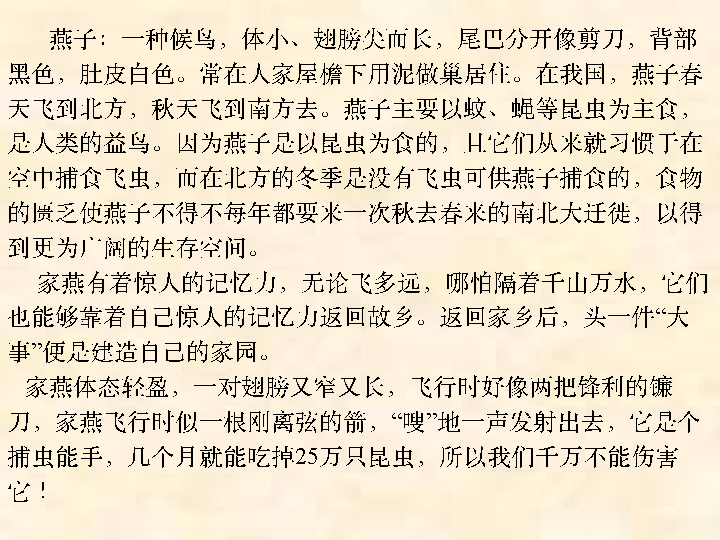 燕子：一种候鸟，体小、翅膀尖而长，尾巴分开像剪刀，背部
黑色，肚皮白色。常在人家屋檐下用泥做巢居住。在我国，燕子春
天飞到北方，秋天飞到南方去。燕子主要以蚊、蝇等昆虫为主食，
是人类的益鸟。因为燕子是以昆虫为食的，且它们从来就习惯于在
空中捕食飞虫，而在北方的冬季是没有飞虫可供燕子捕食的，食物
的匮乏使燕子不得不每年都要来一次秋去春来的南北大迁徙，以得
到更为广阔的生存空间。
家燕有着惊人的记忆力，无论飞多远，哪怕隔着千山万水，它们
也能够靠着自己惊人的记忆力返回故乡。返回家乡后，头一件“大
事”便是建造自己的家园。
家燕体态轻盈，一对翅膀又窄又长，飞行时好像两把锋利的镰
刀，家燕飞行时似一根刚离弦的箭，“嗖”地一声发射出去，它是个
捕虫能手，几个月就能吃掉25万只昆虫，所以我们千万不能伤害
它！